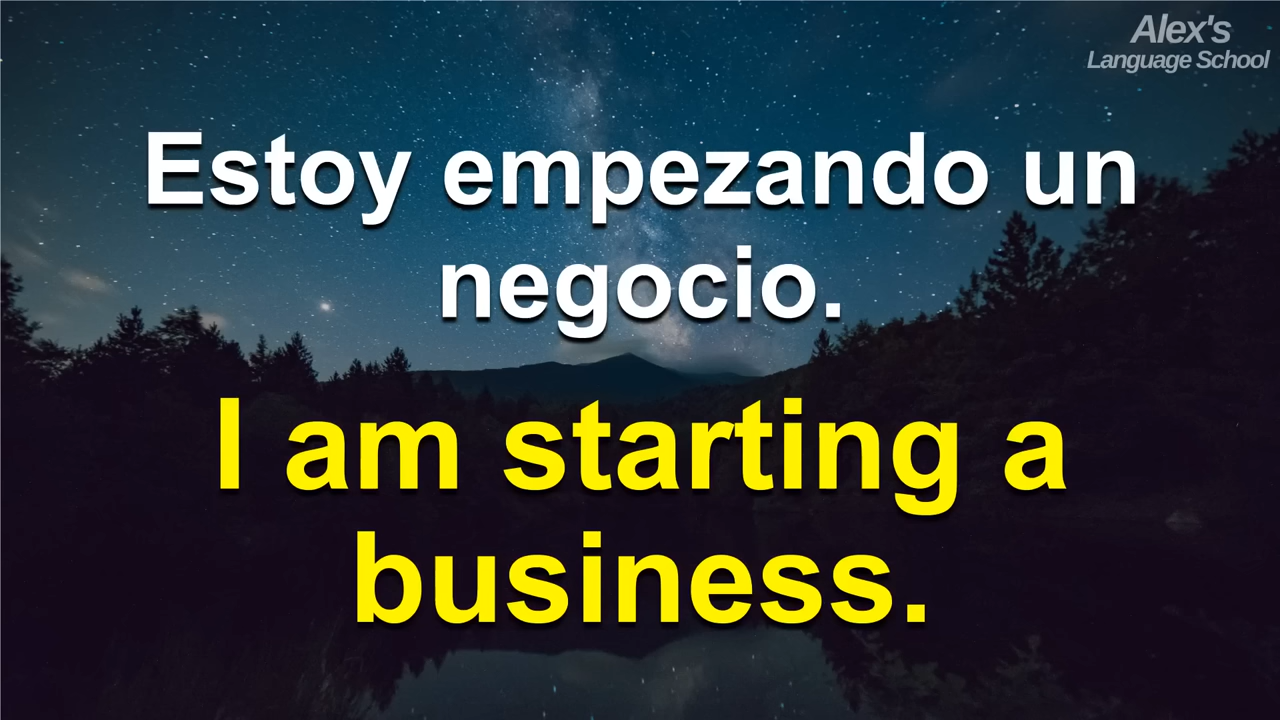 Alex's
Language School
Estoy empezando un
negocio.
I am starting a
business.